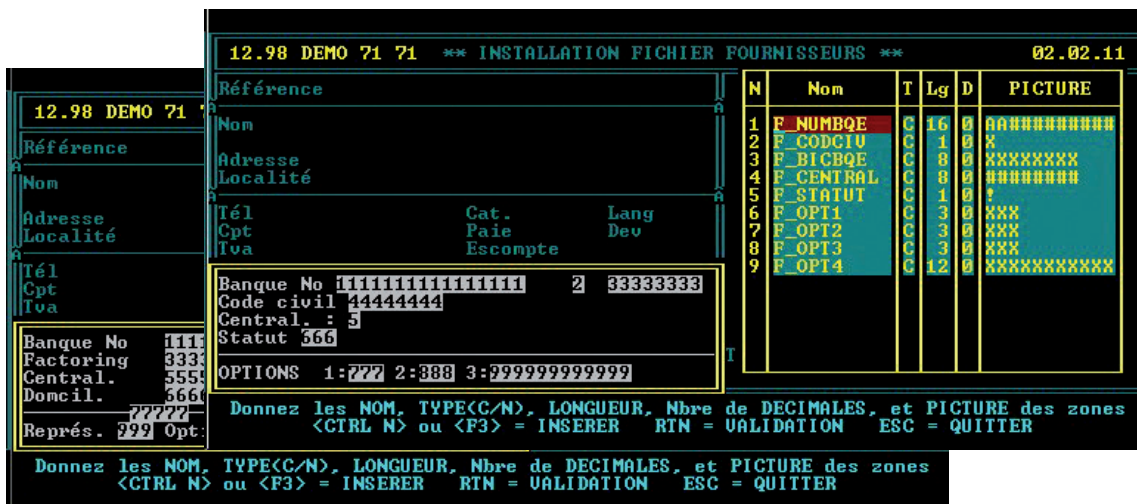 12.98 DEMO 71 71 ** INSTALLATION FICHIER FOURNISSEURS ** 02.02.11
Référence
Nom
Adresse
Localité
Tél Cat. Lang
Cpt Paie Dev
Tva Escompte
Banque No 1111111111111111 2 33333333
Code civil 44444444
Central. : 5
Statut 666
OPTIONS 1:777 2:888 3:999999999999
N Nom T Lg D PICTURE
1 F_NUMBQE C 16 0 AA##########
2 F_CODCIV C 1 0 X
3 F_BICBQE C 8 0 XXXXXXXX
4 F_CENTRAL C 8 0 ########
5 F_STATUT C 1 0 !
6 F_OPT1 C 3 0 XXX
7 F_OPT2 C 3 0 XXX
8 F_OPT3 C 3 0 XXX
9 F_OPT4 C 12 0 XXXXXXXXXXX
T
Donnez les NOM, TYPE(C/N), LONGUEUR, Nbre de DECIMALES, et PICTURE des zones
<CTRL N> ou <F3> = INSERER RTN = VALIDATION ESC = QUITTER
12.98 DEMO 71
Référence
Nom
Adresse
Localité
Tél
Cpt
Tva
Banque No 111
Factoring 333
Central. 555
Domcil. 666
77777
Représ. 999 Opt
Donnez les NOM, TYPE(C/N), LONGUEUR, Nbre de DECIMALES, et PICTURE des zones
<CTRL N> ou <F3> = INSERER RTN = VALIDATION ESC = QUITTER